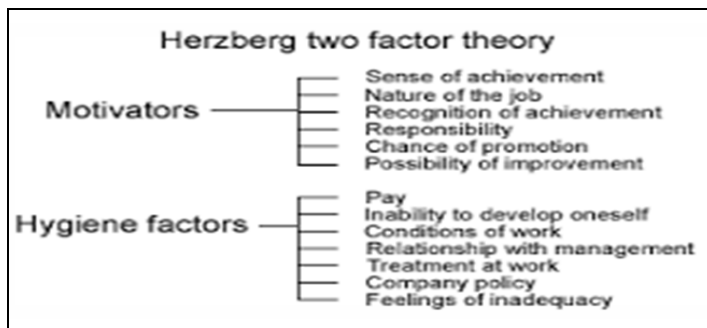 Herzberg two factor theory
Motivators
Sense of achievement
Nature of the job
Recognition of achievement
Responsibility
Chance of promotion
Possibility of improvement
Hygiene factors
Pay
Inability to develop oneself
Conditions of work
Relationship with management
Treatment at work
Company policy
Feelings of inadequacy